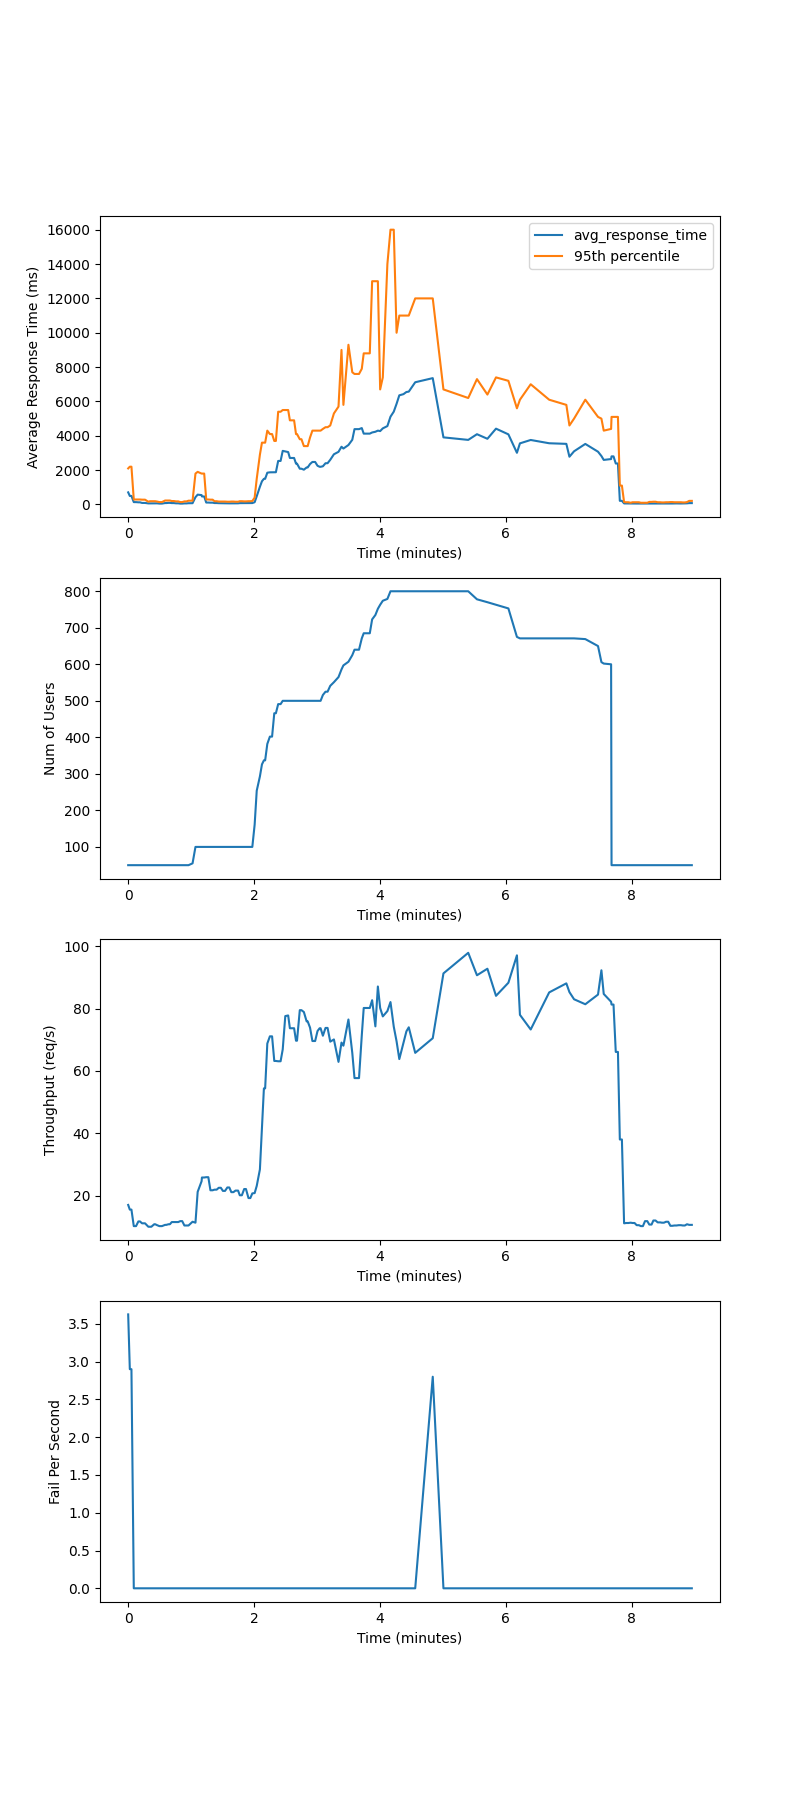 16000
14000
12000
10000
8000
6000
4000
2000
0
Average Response Time (ms)
avg_response_time
95th percentile
0 2 4 6 8
Time (minutes)
800
700
600
500
400
300
200
100
Num of Users
0 2 4 6 8
Time (minutes)
100
80
60
40
20
Throughput (req/s)
0 2 4 6 8
Time (minutes)
3.5
3.0
2.5
2.0
1.5
1.0
0.5
0.0
Fail Per Second
0 2 4 6 8
Time (minutes)